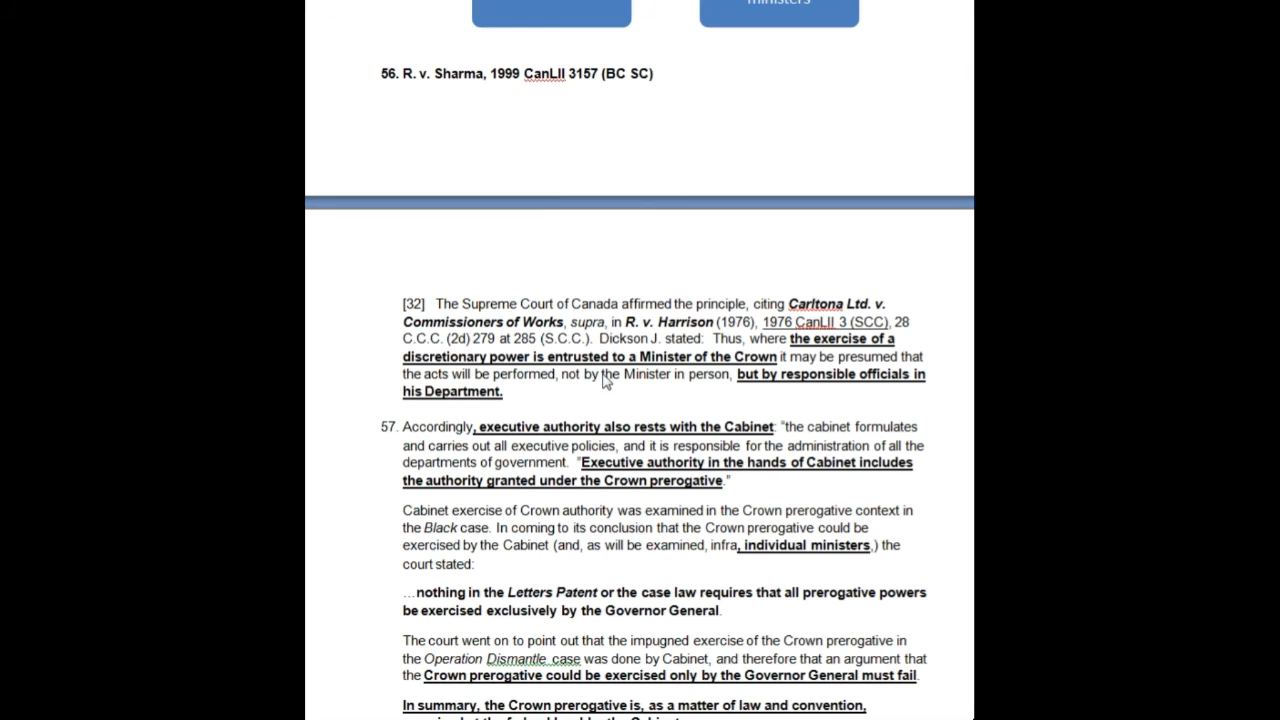 ministers
56. R. v. Sharma, 1999 CanLII 3157 (BC SC)
[32] The Supreme Court of Canada affirmed the principle, citing Carltona Ltd. v.
Commissioners of Works, supra, in R. v. Harrison (1976), 1976 CanLII 3 (SCC), 28
C.C.C. (2d) 279 at 285 (S.C.C.). Dickson J. stated: Thus, where the exercise of a
discretionary power is entrusted to a Minister of the Crown it may be presumed that
the acts will be performed, not by the Minister in person, but by responsible officials in
his Department.
57. Accordingly, executive authority also rests with the Cabinet: "the cabinet formulates
and carries out all executive policies, and it is responsible for the administration of all the
departments of government. "Executive authority in the hands of Cabinet includes
the authority granted under the Crown prerogative."
Cabinet exercise of Crown authority was examined in the Crown prerogative context in
the Black case. In coming to its conclusion that the Crown prerogative could be
exercised by the Cabinet (and, as will be examined, infra, individual ministers,) the
court stated:
…nothing in the Letters Patent or the case law requires that all prerogative powers
be exercised exclusively by the Governor General.
The court went on to point out that the impugned exercise of the Crown prerogative in
the Operation Dismantle case was done by Cabinet, and therefore that an argument that
the Crown prerogative could be exercised only by the Governor General must fail.
In summary, the Crown prerogative is, as a matter of law and convention,